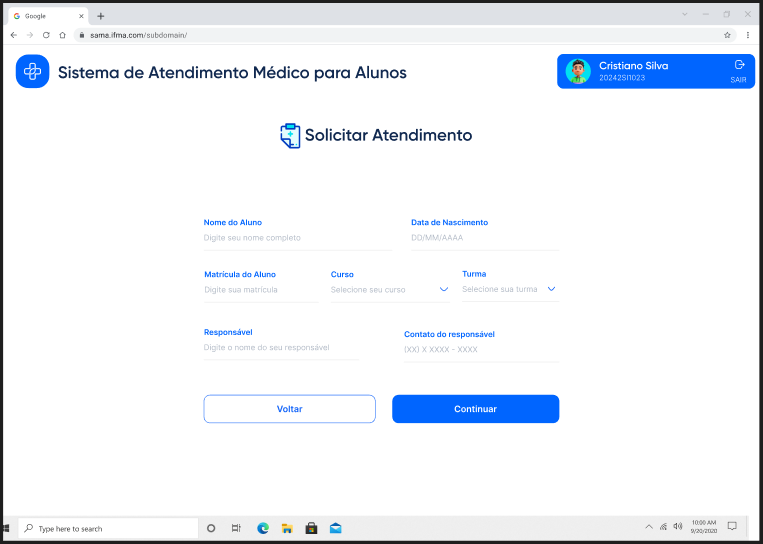 Google
sama.ifma.com/subdomain/
Sistema de Atendimento Médico para Alunos
Cristiano Silva
20242SI1023
SAIR
Solicitar Atendimento
Nome do Aluno
Data de Nascimento
Digite seu nome completo
DD/MM/AAAA
Matrícula do Aluno
Curso
Turma
Digite sua matrícula
Selecione seu curso
Selecione sua turma
Responsável
Contato do responsável
Digite o nome do seu responsável
(XX) X XXXX - XXXX
Voltar
Continuar
Type here to search
10:00 AM
9/20/2020